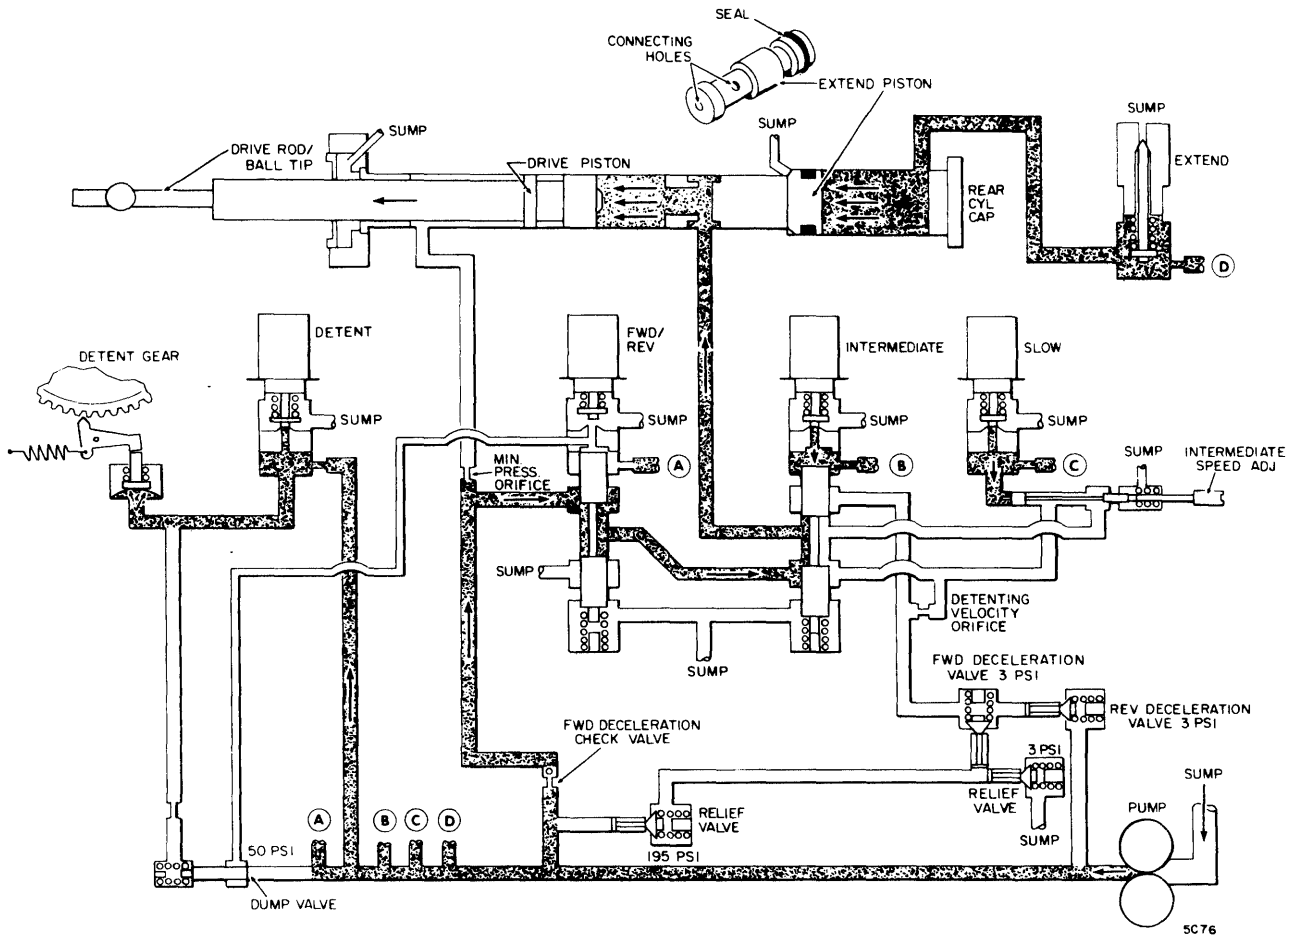 SEAL
CONNECTING
HOLES
EXTEND PISTON
SUMP
SUMP
SUMP
DRIVE ROD/
BALL TIP
DRIVE PISTON
EXTEND
REAR
CYL
CAP
D
DETENT
FWD/
REV
INTERMEDIATE
SLOW
DETENT GEAR
SUMP
SUMP
SUMP
SUMP
SUMP
INTERMEDIATE
SPEED ADJ
MIN.
PRESS.
ORIFICE
A
B
C
SUMP
SUMP
DETENTING
VELOCITY
ORIFICE
FWD DECELERATION
VALVE 3 PSI
REV DECELERATION
VALVE 3 PSI
FWD DECELERATION
CHECK VALVE
3 PSI
RELIEF
VALVE
SUMP
SUMP
PUMP
RELIEF
VALVE
195 PSI
A
B
C
D
50 PSI
DUMP VALVE
5C76